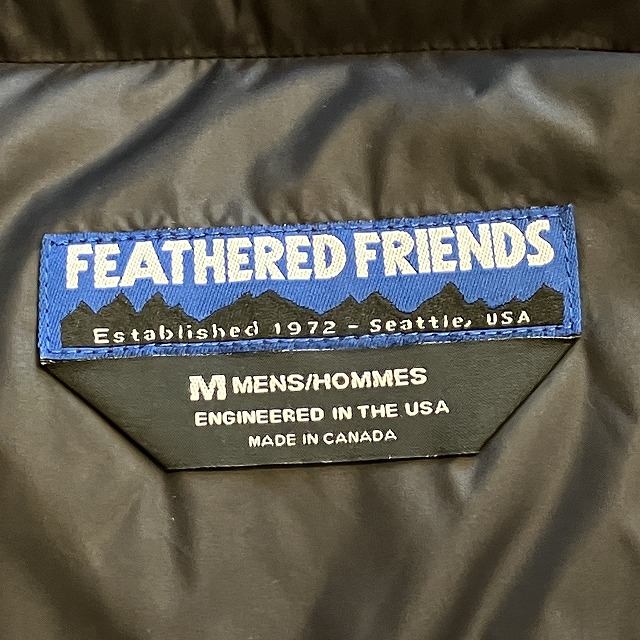 FEATHERED FRIENDS
Established 1972 - Seattle, USA
M MENS/HOMMES
ENGINEERED IN THE USA
MADE IN CANADA